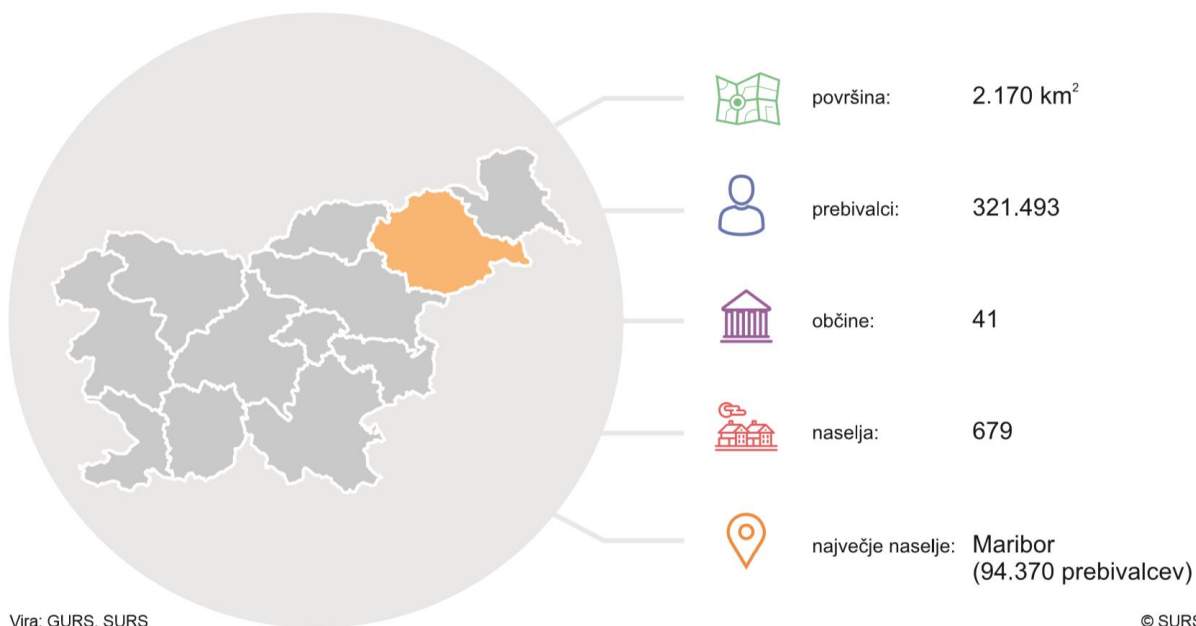 površina: 2.170 km²
prebivalci: 321.493
občine: 41
naselja: 679
največje naselje: Maribor
(94.370 prebivalcev)
Vira: GURS, SURS
© SURS